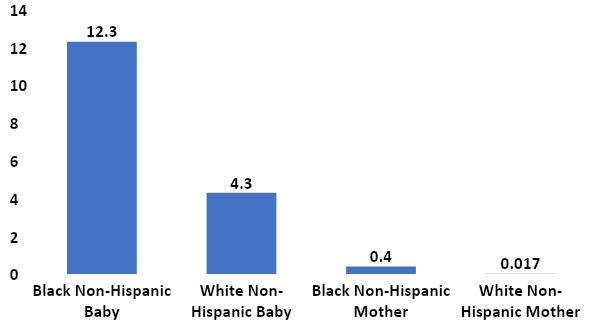 14
12.3
12
10
8
6
4.3
4
2
0.4
0.017
0
Black Non-Hispanic
Baby
White Non-
Hispanic Baby
Black Non-Hispanic
Mother
White Non-
Hispanic Mother